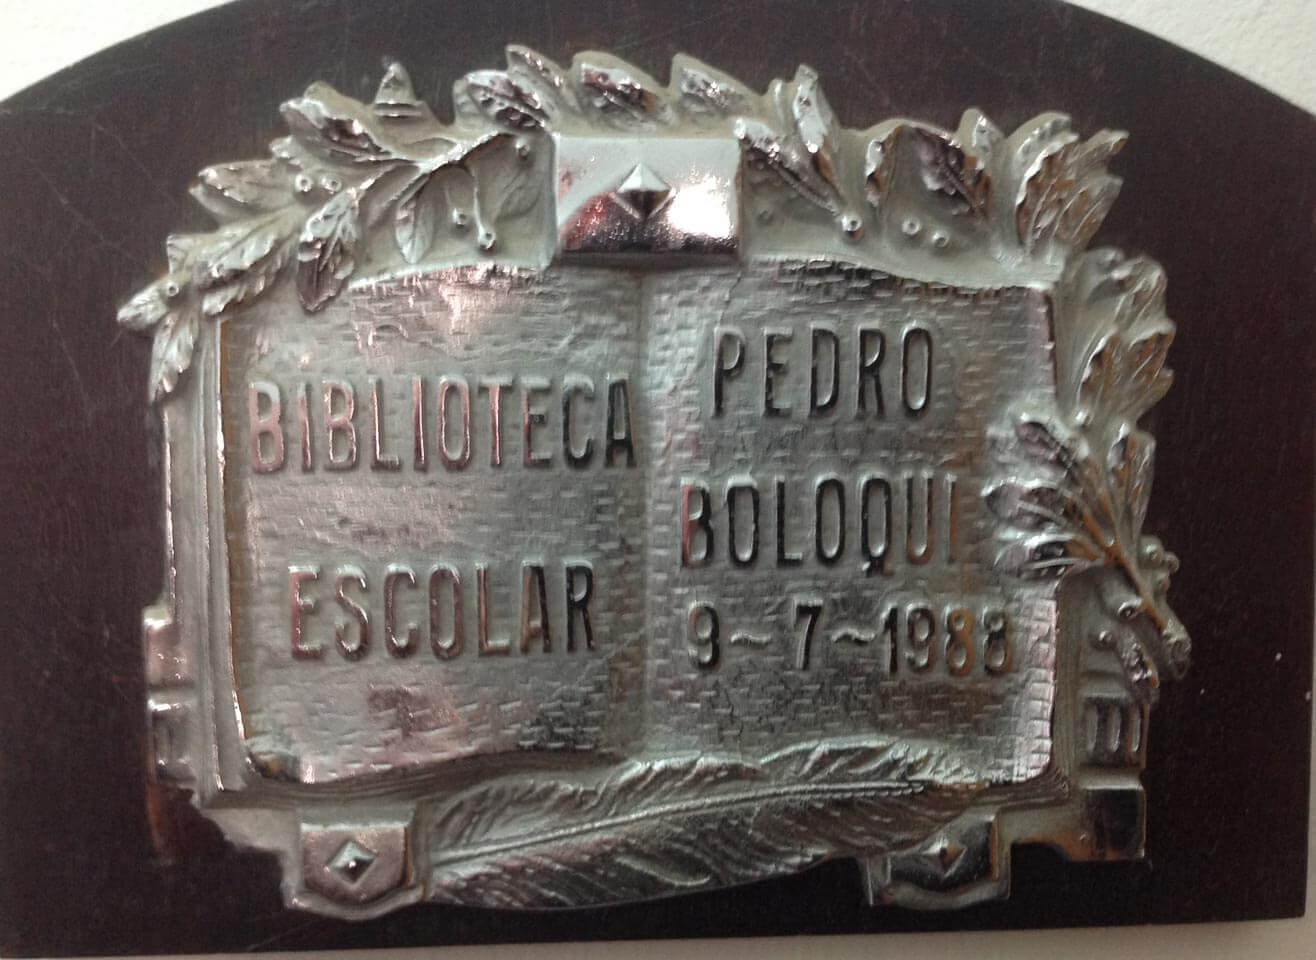 BIBLIOTECA
ESCOLAR
PEDRO
BOLOQUI
9-7-1988